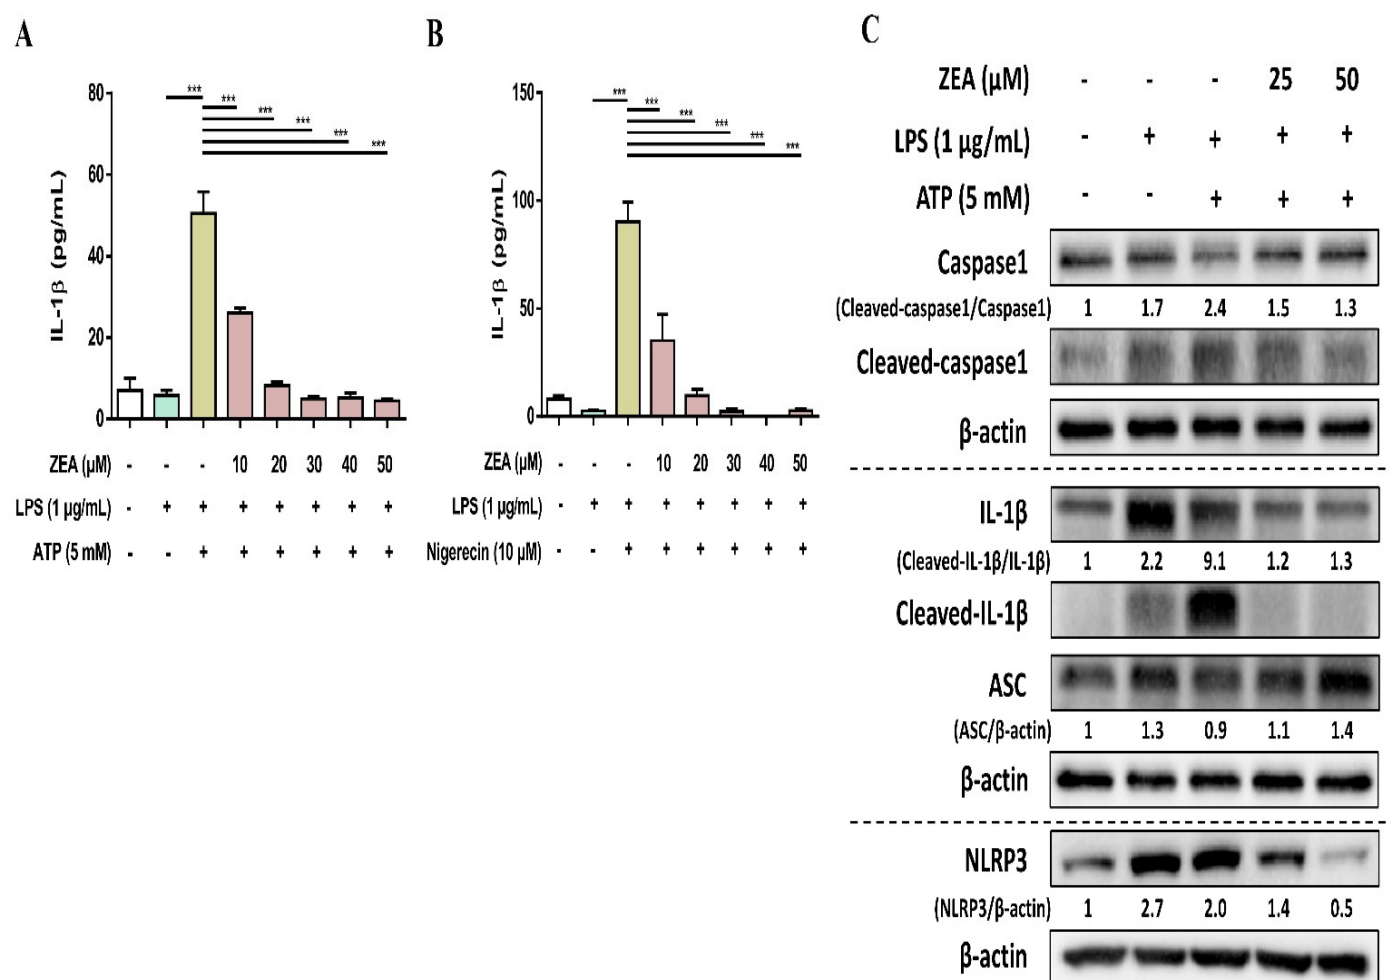 A
B
C
***
***
***
***
***
***
80
60
40
20
0
IL-1β (pg/mL)
ZEA (μM) - - - 10 20 30 40 50
LPS (1 μg/mL) - + + + + + + +
ATP (5 mM) - - + + + + + +
***
***
***
***
***
***
150
100
50
0
IL-1β (pg/mL)
ZEA (μM) - - - 10 20 30 40 50
LPS (1 μg/mL) - + + + + + + +
Nigerecin (10 μM) - - + + + + + +
ZEA (μM) - - - 25 50
LPS (1 μg/mL) - + + + +
ATP (5 mM) - - + + +
Caspase1
(Cleaved-caspase1/Caspase1) 1 1.7 2.4 1.5 1.3
Cleaved-caspase1
β-actin
IL-1β
(Cleaved-IL-1β/IL-1β) 1 2.2 9.1 1.2 1.3
Cleaved-IL-1β
ASC
(ASC/β-actin) 1 1.3 0.9 1.1 1.4
β-actin
NLRP3
(NLRP3/β-actin) 1 2.7 2.0 1.4 0.5
β-actin